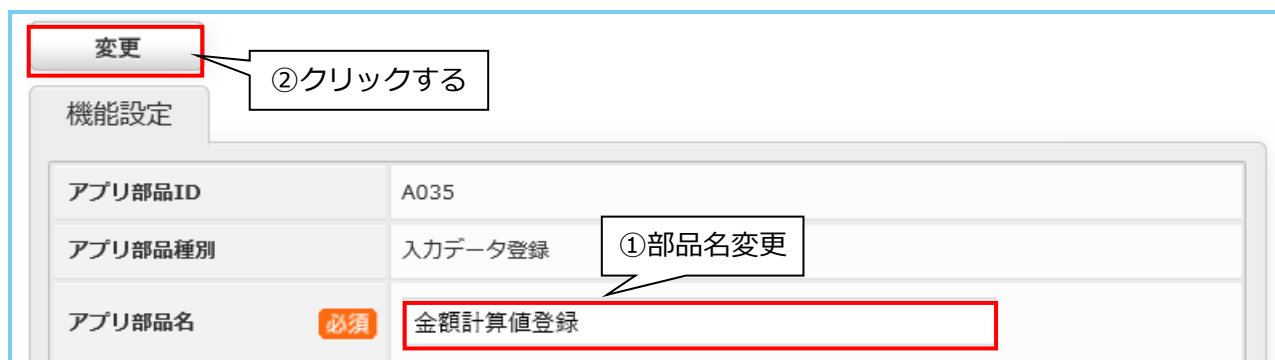 変更
②クリックする
機能設定
アプリ部品ID
A035
アプリ部品種別
入力データ登録
①部品名変更
アプリ部品名
必須
金額計算値登録